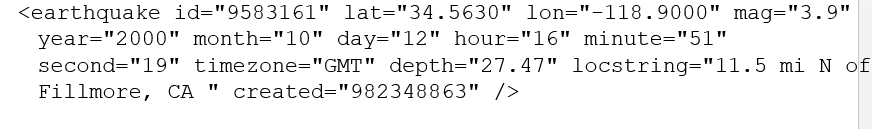 <earthquake id="9583161" lat="34.5630" lon="-118.9000" mag="3.9"
year="2000" month="10" day="12" hour="16" minute="51"
second="19" timezone="GMT" depth="27.47" locstring="11.5 mi N of
Fillmore, CA " created="982348863" />